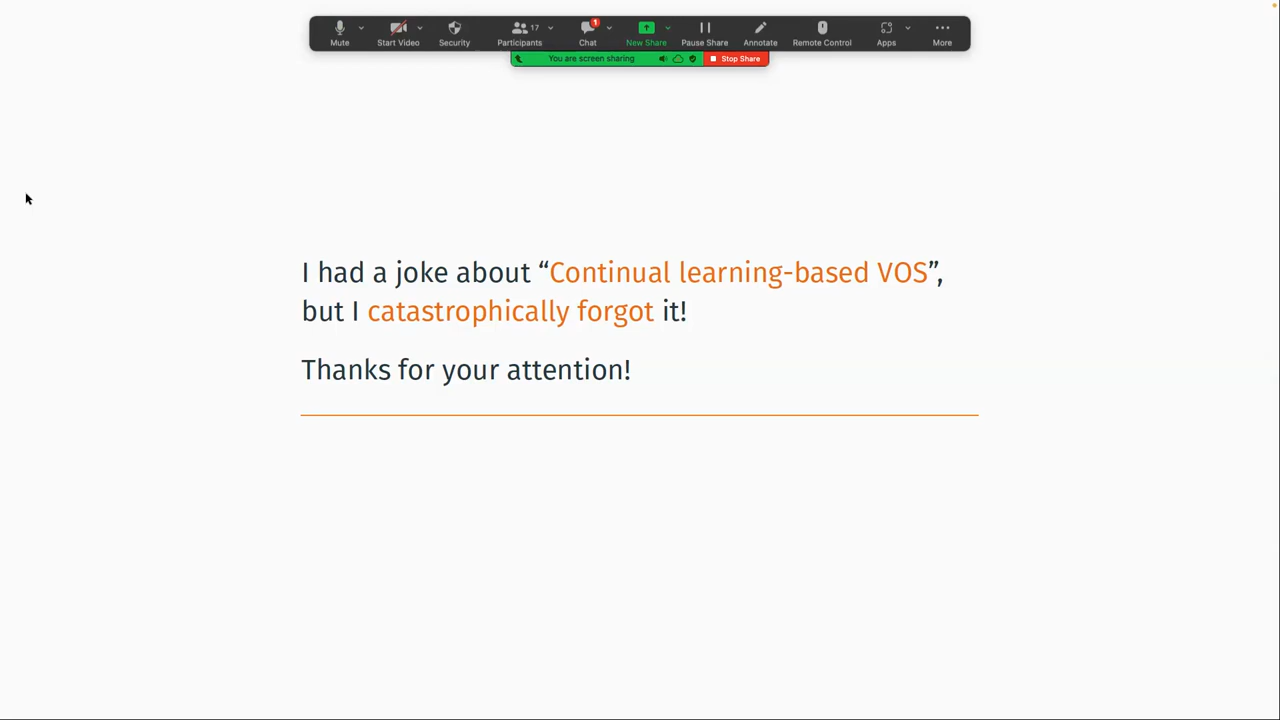 Mute
Start Video
Security
Participants
17
Chat
1
New Share
Pause Share
Annotate
Remote Control
Apps
More
You are screen sharing
Stop Share
I had a joke about “Continual learning-based VOS”,
but I catastrophically forgot it!
Thanks for your attention!